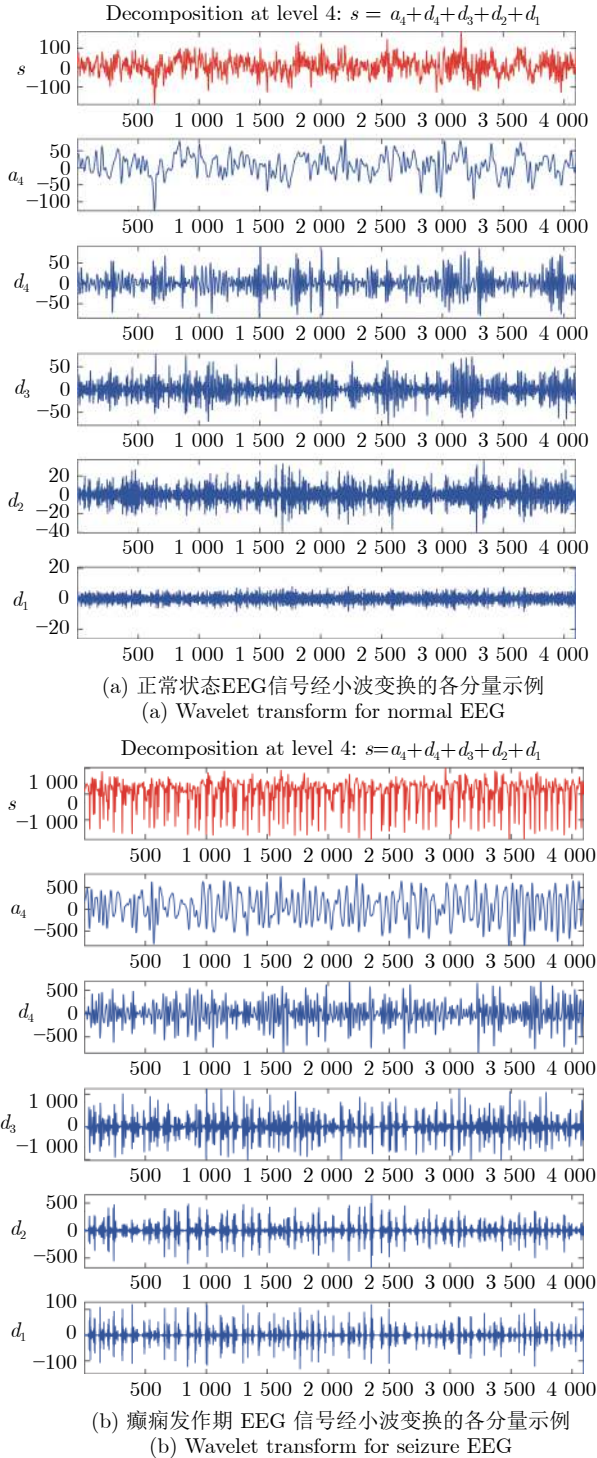 Decomposition at level 4: s = a4+d4+d3+d2+d1
100
s 0
−100
500 1 000 1 500 2 000 2 500 3 000 3 500 4 000
50
0
a4
−50
−100
500 1 000 1 500 2 000 2 500 3 000 3 500 4 000
50
d4 0
−50
500 1 000 1 500 2 000 2 500 3 000 3 500 4 000
50
d3 0
−50
500 1 000 1 500 2 000 2 500 3 000 3 500 4 000
20
0
d2
−20
−40
500 1 000 1 500 2 000 2 500 3 000 3 500 4 000
20
d1 0
−20
500 1 000 1 500 2 000 2 500 3 000 3 500 4 000
(a) 正常状态EEG信号经小波变换的各分量示例
(a) Wavelet transform for normal EEG
Decomposition at level 4: s=a4+d4+d3+d2+d1
1 000
s 0
−1 000
500 1 000 1 500 2 000 2 500 3 000 3 500 4 000
500
a4 0
−500
500 1 000 1 500 2 000 2 500 3 000 3 500 4 000
500
d4 0
−500
500 1 000 1 500 2 000 2 500 3 000 3 500 4 000
1 000
d3 0
−1 000
500 1 000 1 500 2 000 2 500 3 000 3 500 4 000
500
d2 0
−500
500 1 000 1 500 2 000 2 500 3 000 3 500 4 000
100
d1 0
−100
500 1 000 1 500 2 000 2 500 3 000 3 500 4 000
(b) 癫痫发作期 EEG 信号经小波变换的各分量示例
(b) Wavelet transform for seizure EEG